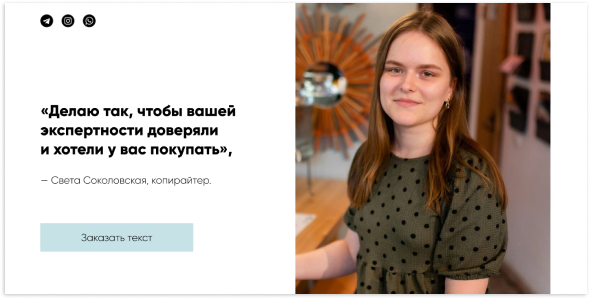 «Делаю так, чтобы вашей
экспертности доверяли
и хотели у вас покупать»,
— Света Соколовская, копирайтер.
Заказать текст